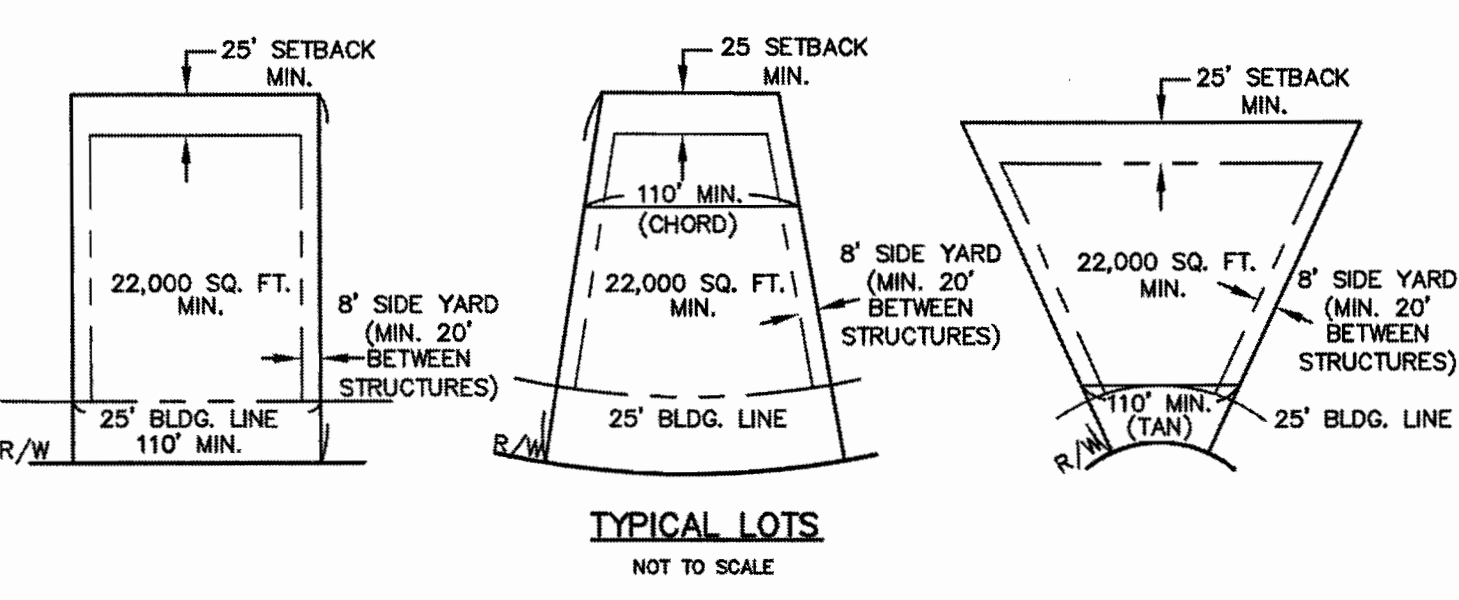 25' SETBACK
MIN.
22,000 SQ. FT.
MIN.
8' SIDE YARD
(MIN. 20'
BETWEEN
STRUCTURES)
25' BLDG. LINE
110' MIN.
R/W
25 SETBACK
MIN.
110' MIN.
(CHORD)
22,000 SQ. FT.
MIN.
8' SIDE YARD
(MIN. 20'
BETWEEN
STRUCTURES)
25' BLDG. LINE
R/W
25' SETBACK
MIN.
22,000 SQ. FT.
MIN.
8' SIDE YARD
(MIN. 20'
BETWEEN
STRUCTURES)
110' MIN.
(TAN)
25' BLDG. LINE
R/W
TYPICAL LOTS
NOT TO SCALE